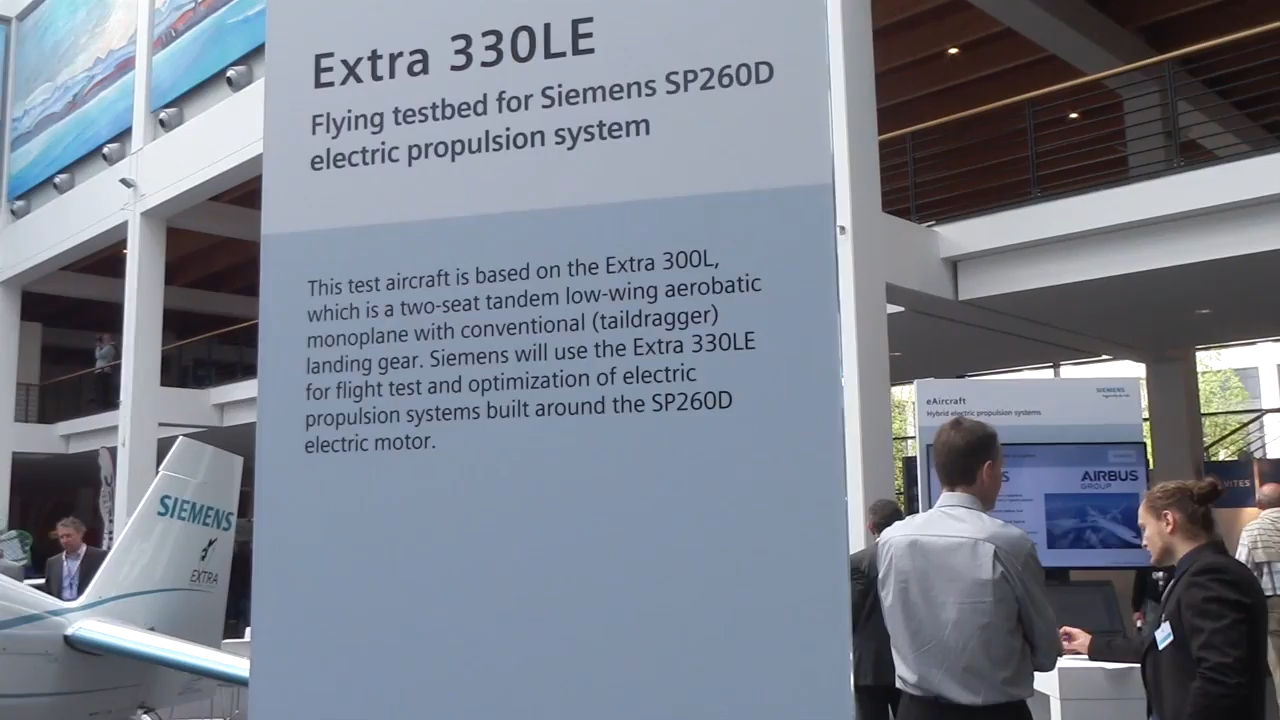 Extra 330LE
Flying testbed for Siemens SP260D
electric propulsion system
This test aircraft is based on the Extra 300L,
which is a two-seat tandem low-wing aerobatic
monoplane with conventional (taildragger)
landing gear. Siemens will use the Extra 330LE
for flight test and optimization of electric
propulsion systems built around the SP260D
electric motor.
SIEMENS
EXTRA
SIEMENS
eAircraft
Hybrid electric propulsion systems
S
AIRBUS
GROUP
VITES